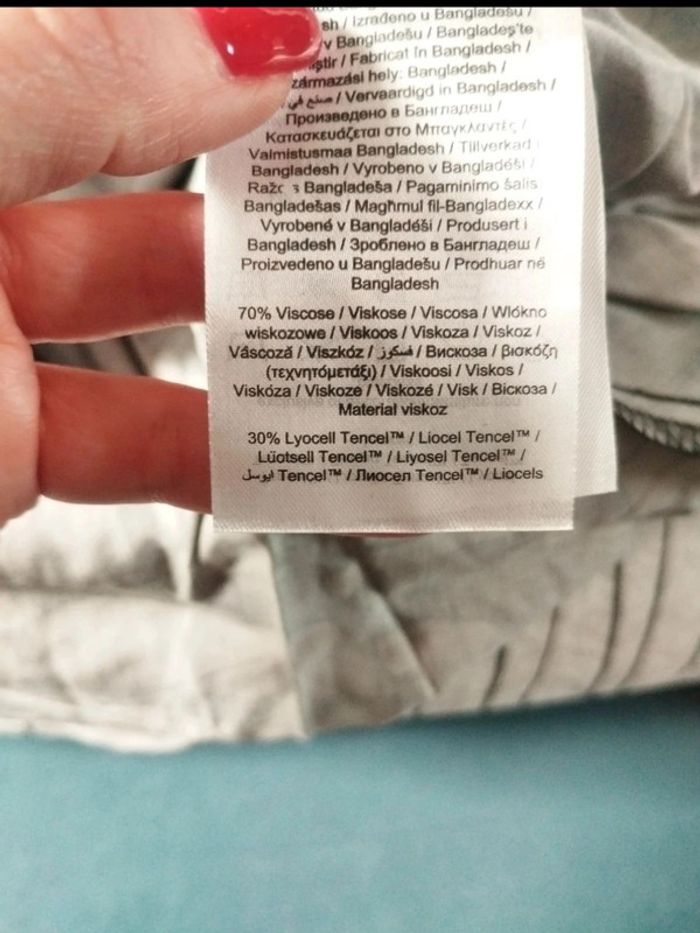 sh / Izrađeno u Bangladešu /
v Bangladešu / Bangladeş'te
/ Fabricat în Bangladesh /
zármazási hely: Bangladesh /
صنع في / Vervaardigd in Bangladesh /
Произведено в Бангладеш /
Κατασκευάζεται στο Μπαγκλαντές /
Valmistusmaa Bangladesh / Tillverkad i
Bangladesh / Vyrobeno v Bangladéši /
Bangladeša / Pagaminimo šalis
Bangladešas / Magħmul fil-Bangladexx /
Vyrobené v Bangladéši / Produsert i
Bangladesh / Зроблено в Бангладеш /
Proizvedeno u Bangladešu / Prodhuar në
Bangladesh
70% Viscose / Viskose / Viscosa / Włókno
wiskozowe / Viskoos / Viskoza / Viskoz /
Vâscoză / Viszkóz / فسكوز / Вискоза / βισκόζη
(τεχνητόμετάξι) / Viskoosi / Viskos /
Viskóza / Viskoze / Viskozė / Visk / Віскоза /
Material viskoz
30% Lyocell Tencel™ / Liocel Tencel™ /
Lüotsell Tencel™ / Liyosel Tencel™ /
ايوسل Tencel™ / Лиосел Tencel™ / Liocels